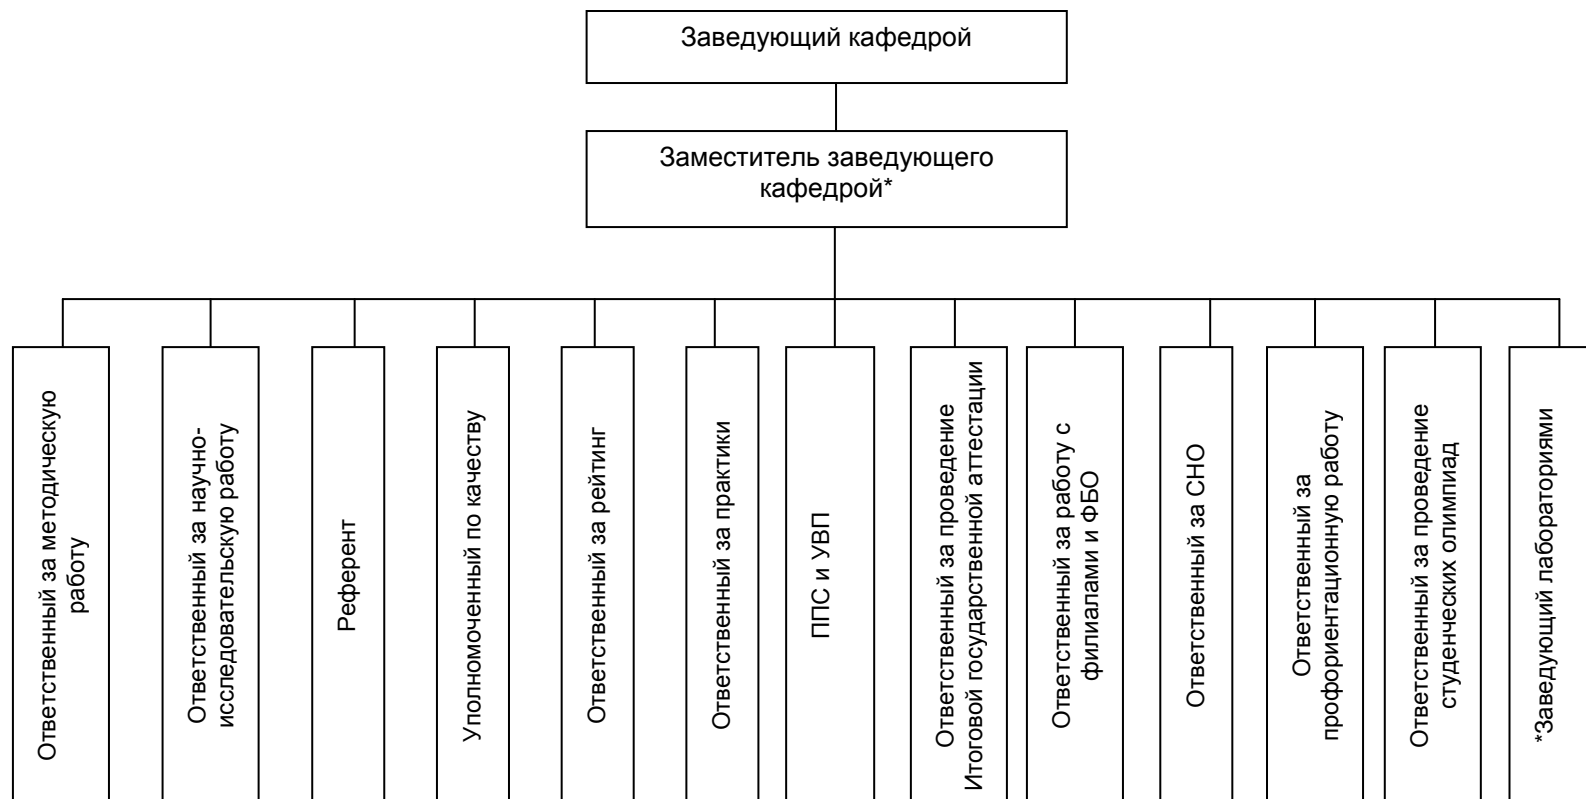 Заведующий кафедрой
Заместитель заведующего
кафедрой*
Ответственный за методическую
работу
Ответственный за научно-
исследовательскую работу
Референт
Уполномоченный по качеству
Ответственный за рейтинг
Ответственный за практики
ППС и УВП
Ответственный за проведение
Итоговой государственной аттестации
Ответственный за работу с
филиалами и ФБО
Ответственный за СНО
Ответственный за
профориентационную работу
Ответственный за проведение
студенческих олимпиад
*Заведующий лабораториями